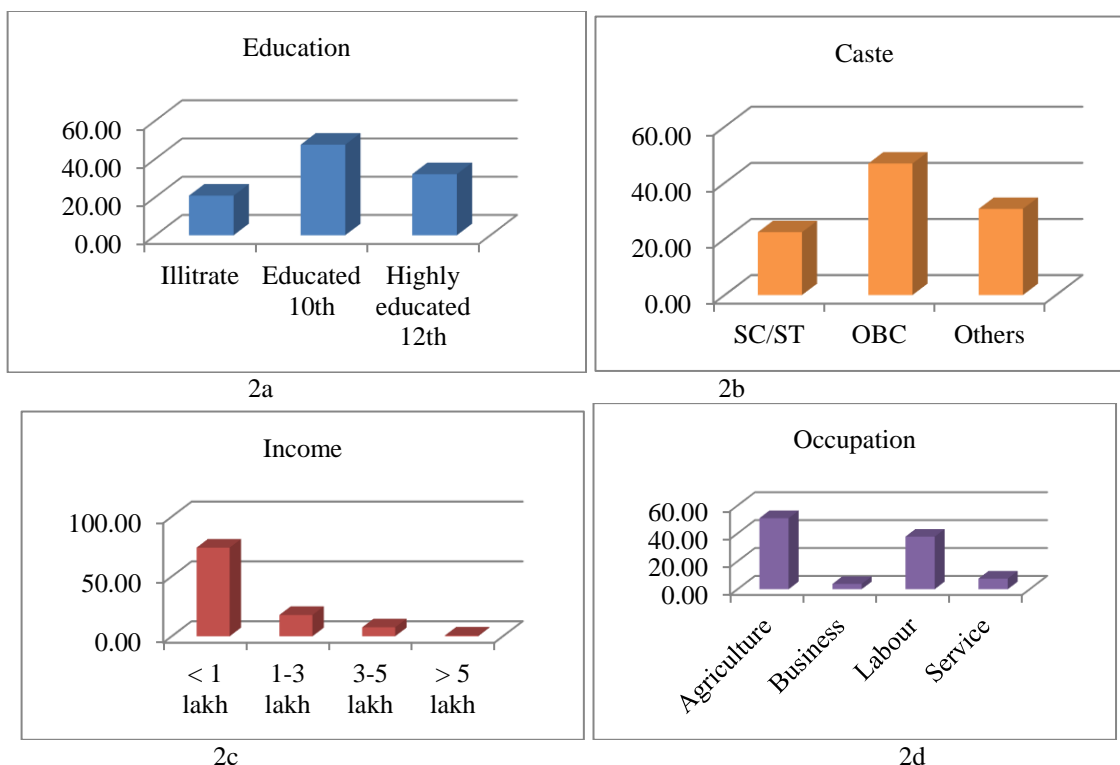 Education
60.00
40.00
20.00
0.00
Illitrate
Educated
10th
Highly
educated
12th
2a
Caste
60.00
40.00
20.00
0.00
SC/ST
OBC
Others
2b
Income
100.00
50.00
0.00
< 1
lakh
1-3
lakh
3-5
lakh
> 5
lakh
2c
Occupation
60.00
40.00
20.00
0.00
Agriculture
Business
Labour
Service
2d